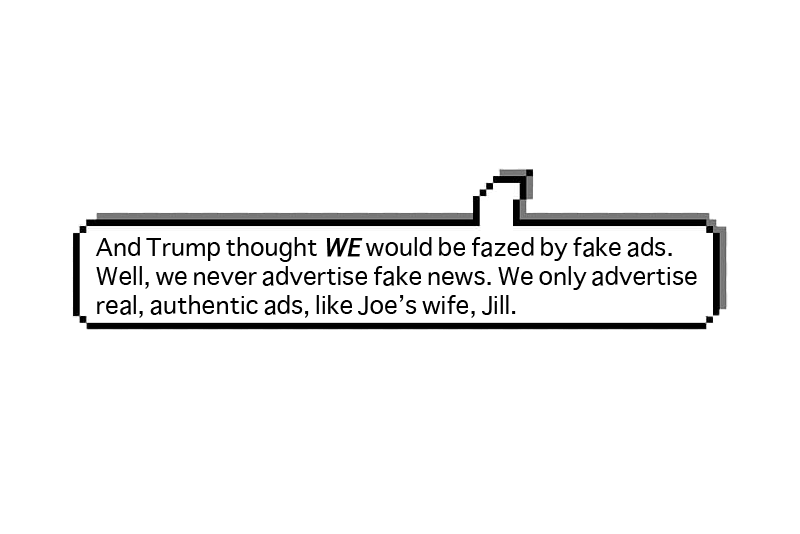 And Trump thought WE would be fazed by fake ads.
Well, we never advertise fake news. We only advertise
real, authentic ads, like Joe’s wife, Jill.